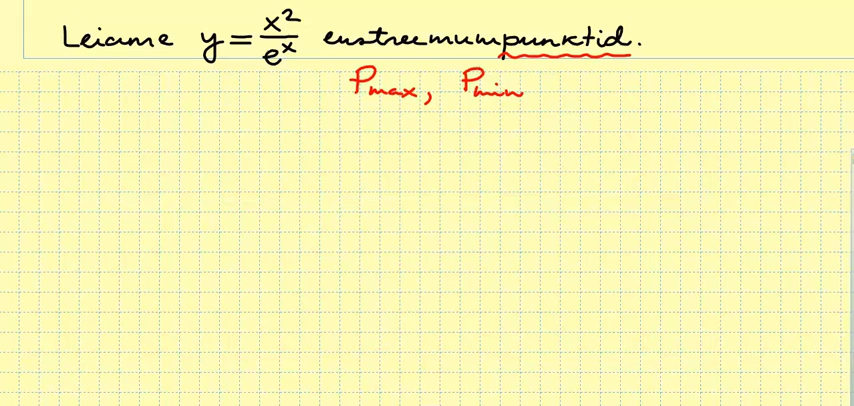 Leiame y = x²/eˣ ekstreemumpunktid.
Pmax, Pmin